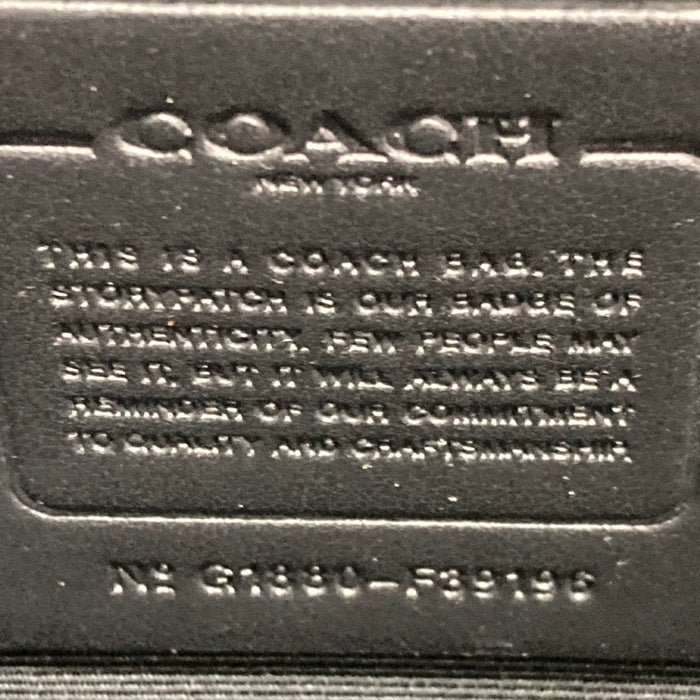 COACH
NEW YORK
THIS IS A COACH BAG. THE
STORYPATCH IS OUR BADGE OF
AUTHENTICITY. FEW PEOPLE MAY
SEE IT, BUT IT WILL ALWAYS BE A
REMINDER OF OUR COMMITMENT
TO QUALITY AND CRAFTSMANSHIP.
Nº G1880-F39196